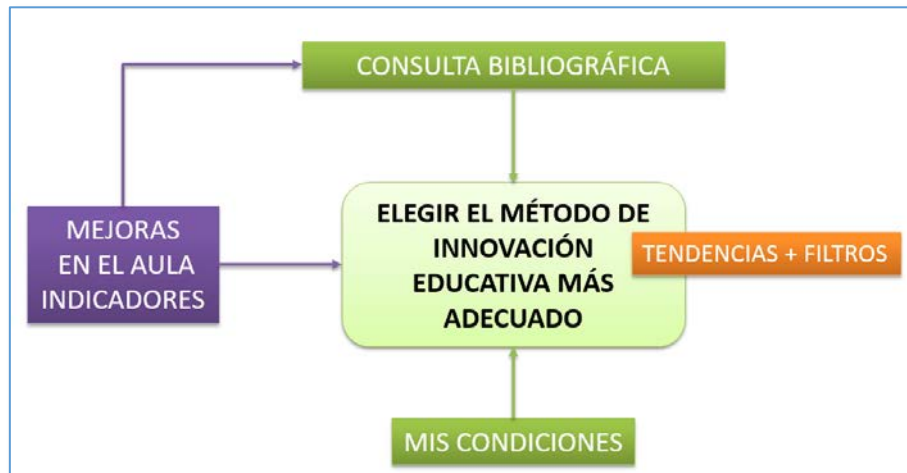 CONSULTA BIBLIOGRÁFICA
MEJORAS
EN EL AULA
INDICADORES
ELEGIR EL MÉTODO DE
INNOVACIÓN
EDUCATIVA MÁS
ADECUADO
TENDENCIAS + FILTROS
MIS CONDICIONES